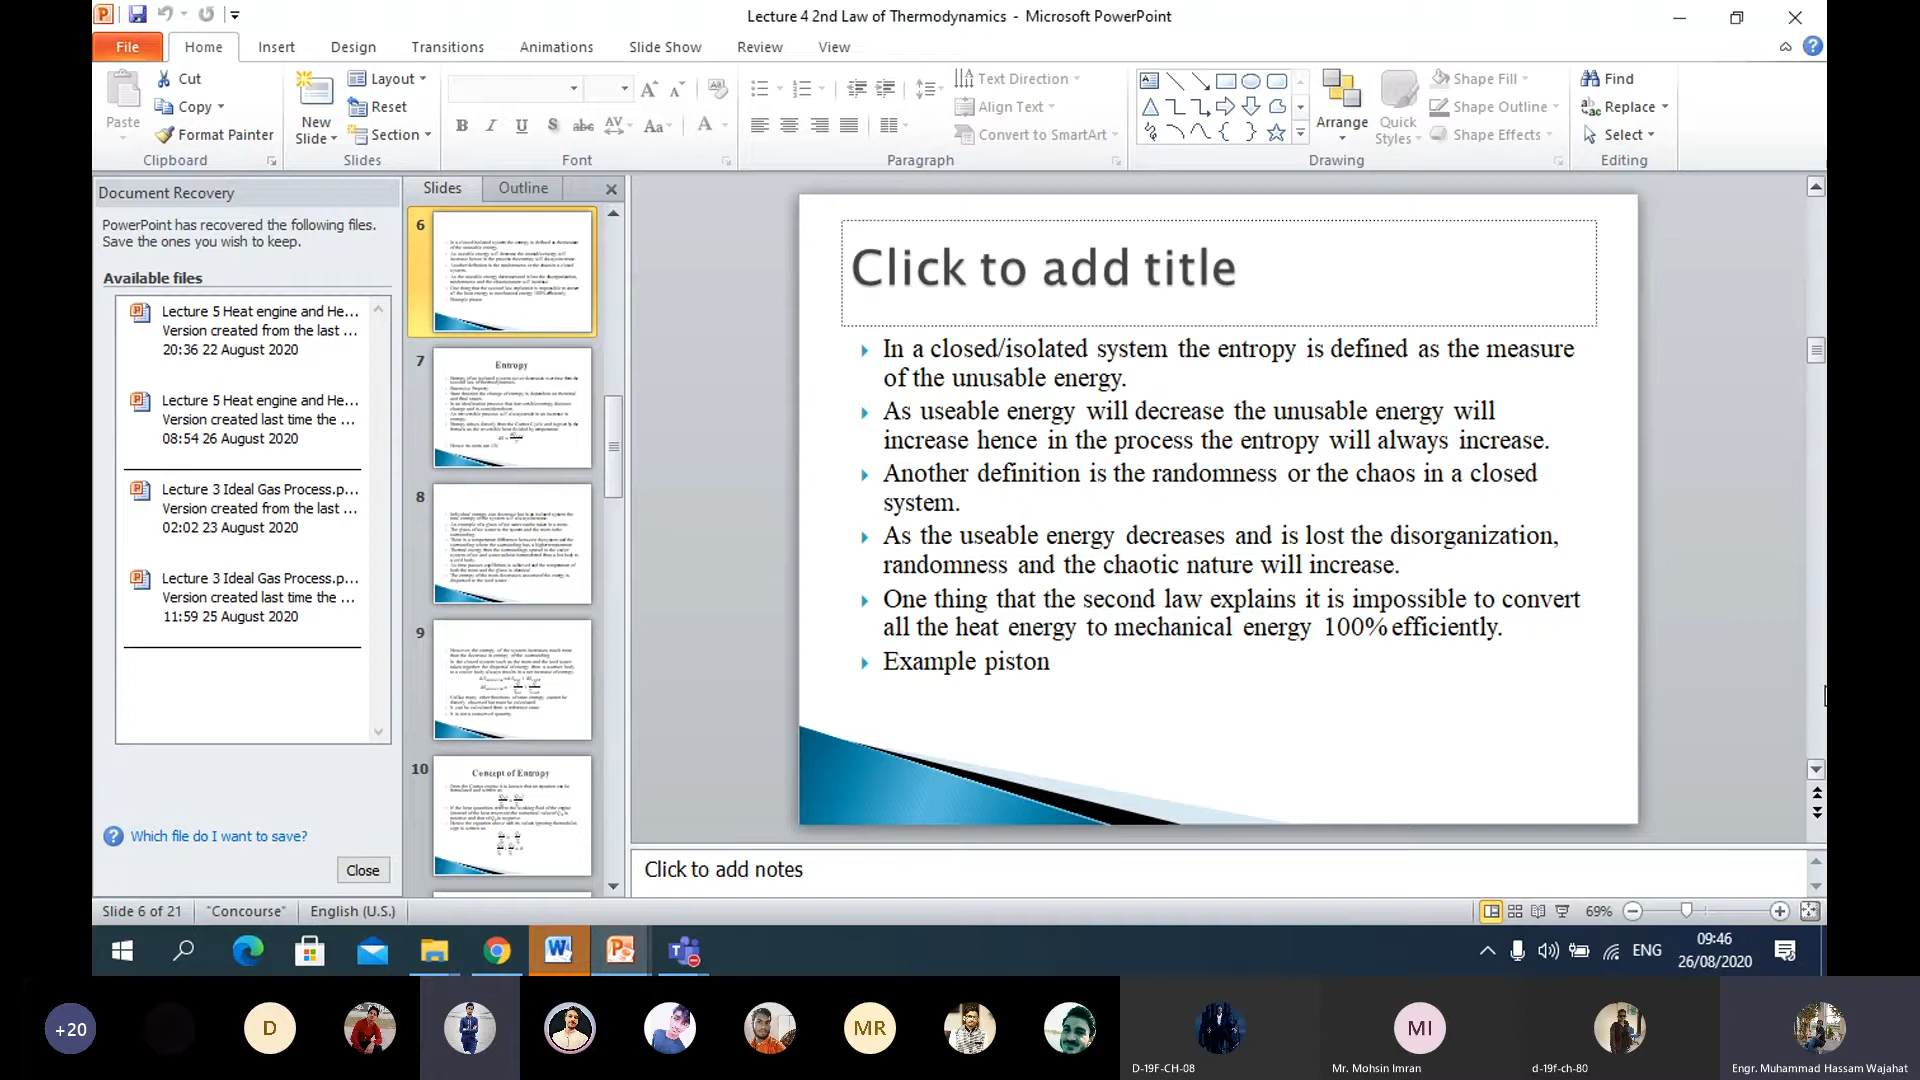 Lecture 4 2nd Law of Thermodynamics - Microsoft PowerPoint
File Home Insert Design Transitions Animations Slide Show Review View
Paste
Cut
Copy
Format Painter
Clipboard
New
Slide
Layout
Reset
Section
Slides
Font
Text Direction
Align Text
Convert to SmartArt
Paragraph
Arrange
Quick
Styles
Shape Fill
Shape Outline
Shape Effects
Drawing
Find
Replace
Select
Editing
Document Recovery
PowerPoint has recovered the following files.
Save the ones you wish to keep.
Available files
Lecture 5 Heat engine and He...
Version created from the last ...
20:36 22 August 2020
Lecture 5 Heat engine and He...
Version created last time the ...
08:54 26 August 2020
Lecture 3 Ideal Gas Process.p...
Version created from the last ...
02:02 23 August 2020
Lecture 3 Ideal Gas Process.p...
Version created last time the ...
11:59 25 August 2020
Which file do I want to save?
Close
Slides Outline
6
7
Entropy
8
9
10
Concept of Entropy
Click to add title
In a closed/isolated system the entropy is defined as the measure
of the unusable energy.
As useable energy will decrease the unusable energy will
increase hence in the process the entropy will always increase.
Another definition is the randomness or the chaos in a closed
system.
As the useable energy decreases and is lost the disorganization,
randomness and the chaotic nature will increase.
One thing that the second law explains it is impossible to convert
all the heat energy to mechanical energy 100% efficiently.
Example piston
Click to add notes
Slide 6 of 21 "Concourse" English (U.S.) 69%
ENG
09:46
26/08/2020
+20
D
MR
MI
D-19F-CH-08
Mr. Mohsin Imran
d-19f-ch-80
Engr. Muhammad Hassam Wajahat